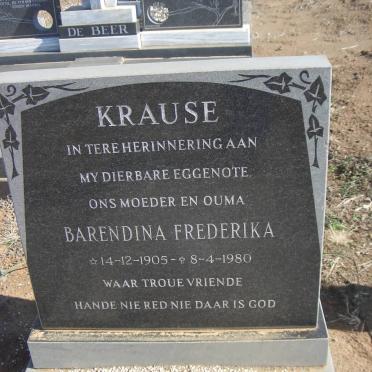 DE BEER
KRAUSE
IN TERE HERINNERING AAN
MY DIERBARE EGGENOTE
ONS MOEDER EN OUMA
BARENDINA FREDERIKA
☆ 14-12-1905 - ✞ 8-4-1980
WAAR TROUE VRIENDE
HANDE NIE RED NIE DAAR IS GOD